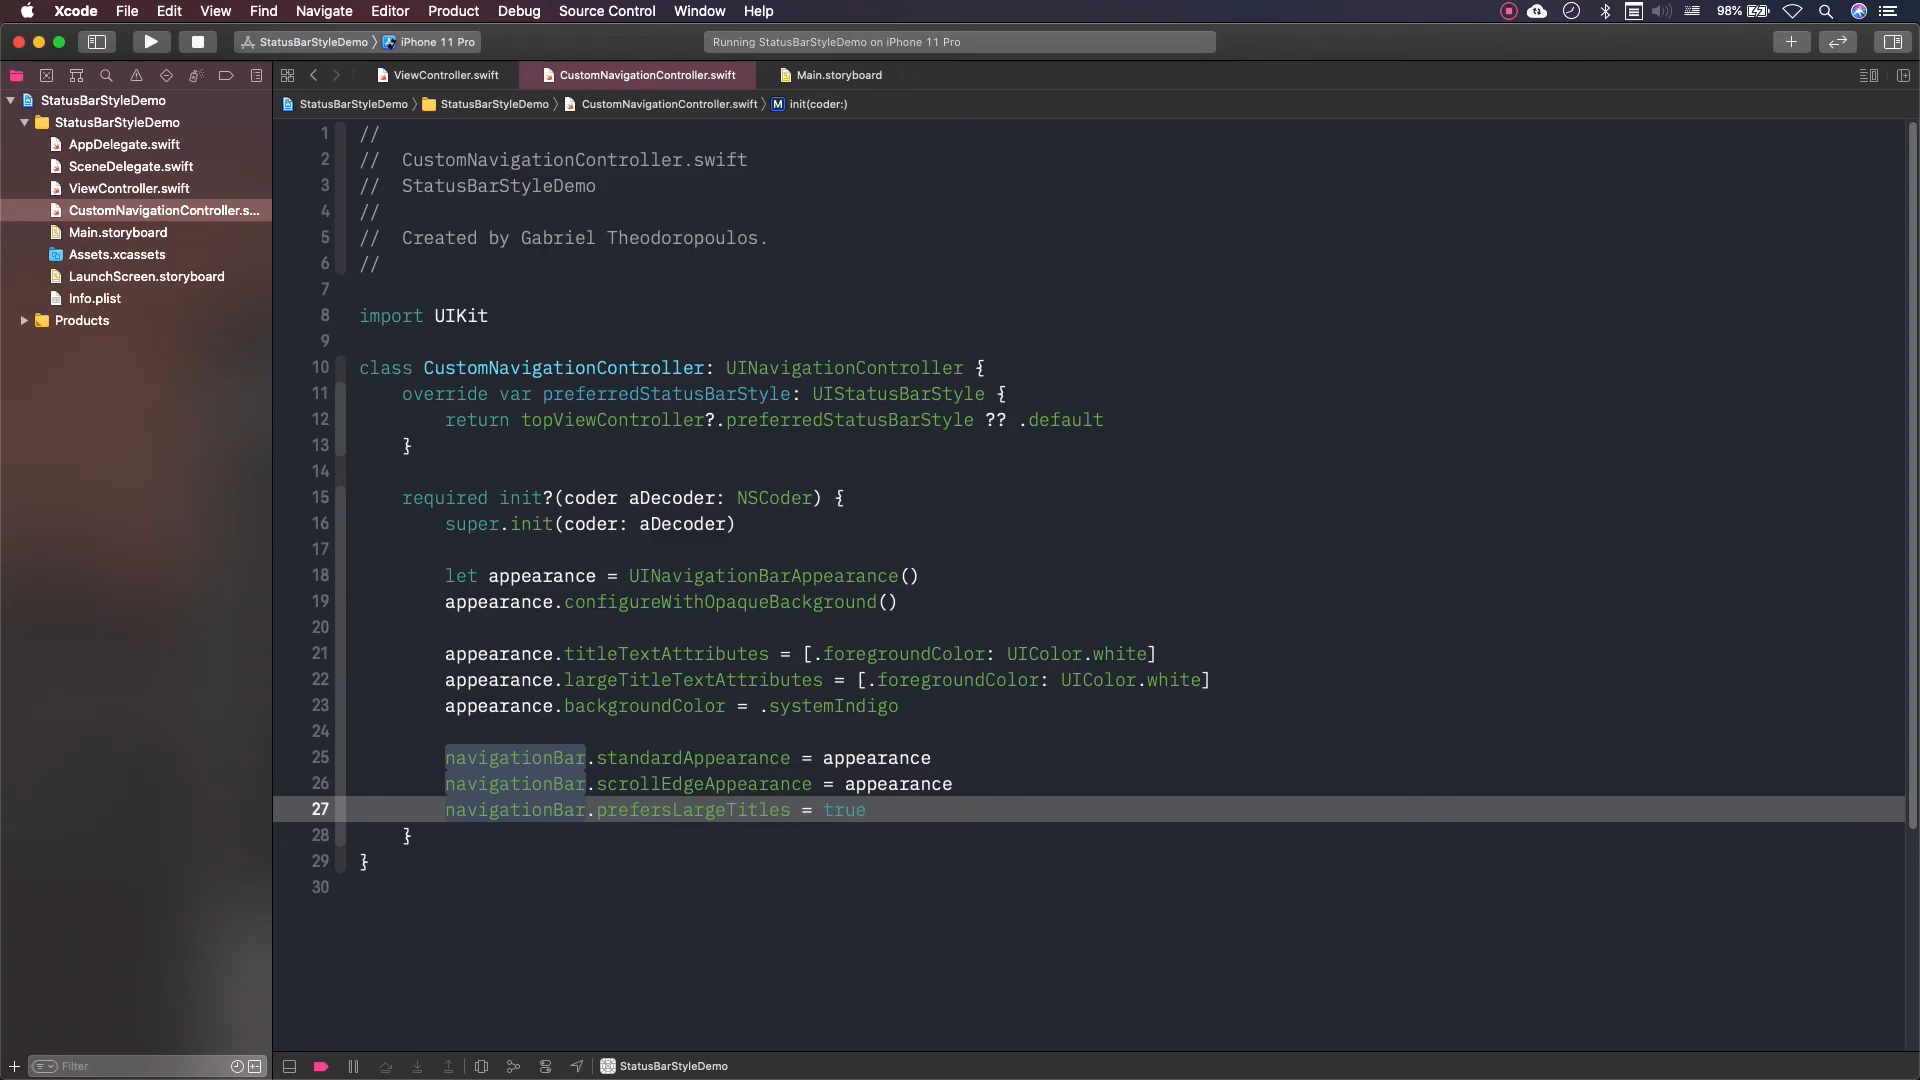 Xcode File Edit View Find Navigate Editor Product Debug Source Control Window Help 98%
StatusBarStyleDemo iPhone 11 Pro Running StatusBarStyleDemo on iPhone 11 Pro
ViewController.swift CustomNavigationController.swift Main.storyboard
StatusBarStyleDemo StatusBarStyleDemo CustomNavigationController.swift M init(coder:)
StatusBarStyleDemo
StatusBarStyleDemo
AppDelegate.swift
SceneDelegate.swift
ViewController.swift
CustomNavigationController.s...
Main.storyboard
Assets.xcassets
LaunchScreen.storyboard
Info.plist
Products
1 //
2 // CustomNavigationController.swift
3 // StatusBarStyleDemo
4 //
5 // Created by Gabriel Theodoropoulos.
6 //
7
8 import UIKit
9
10 class CustomNavigationController: UINavigationController {
11 override var preferredStatusBarStyle: UIStatusBarStyle {
12 return topViewController?.preferredStatusBarStyle ?? .default
13 }
14
15 required init?(coder aDecoder: NSCoder) {
16 super.init(coder: aDecoder)
17
18 let appearance = UINavigationBarAppearance()
19 appearance.configureWithOpaqueBackground()
20
21 appearance.titleTextAttributes = [.foregroundColor: UIColor.white]
22 appearance.largeTitleTextAttributes = [.foregroundColor: UIColor.white]
23 appearance.backgroundColor = .systemIndigo
24
25 navigationBar.standardAppearance = appearance
26 navigationBar.scrollEdgeAppearance = appearance
27 navigationBar.prefersLargeTitles = true
28 }
29 }
30
Filter
StatusBarStyleDemo